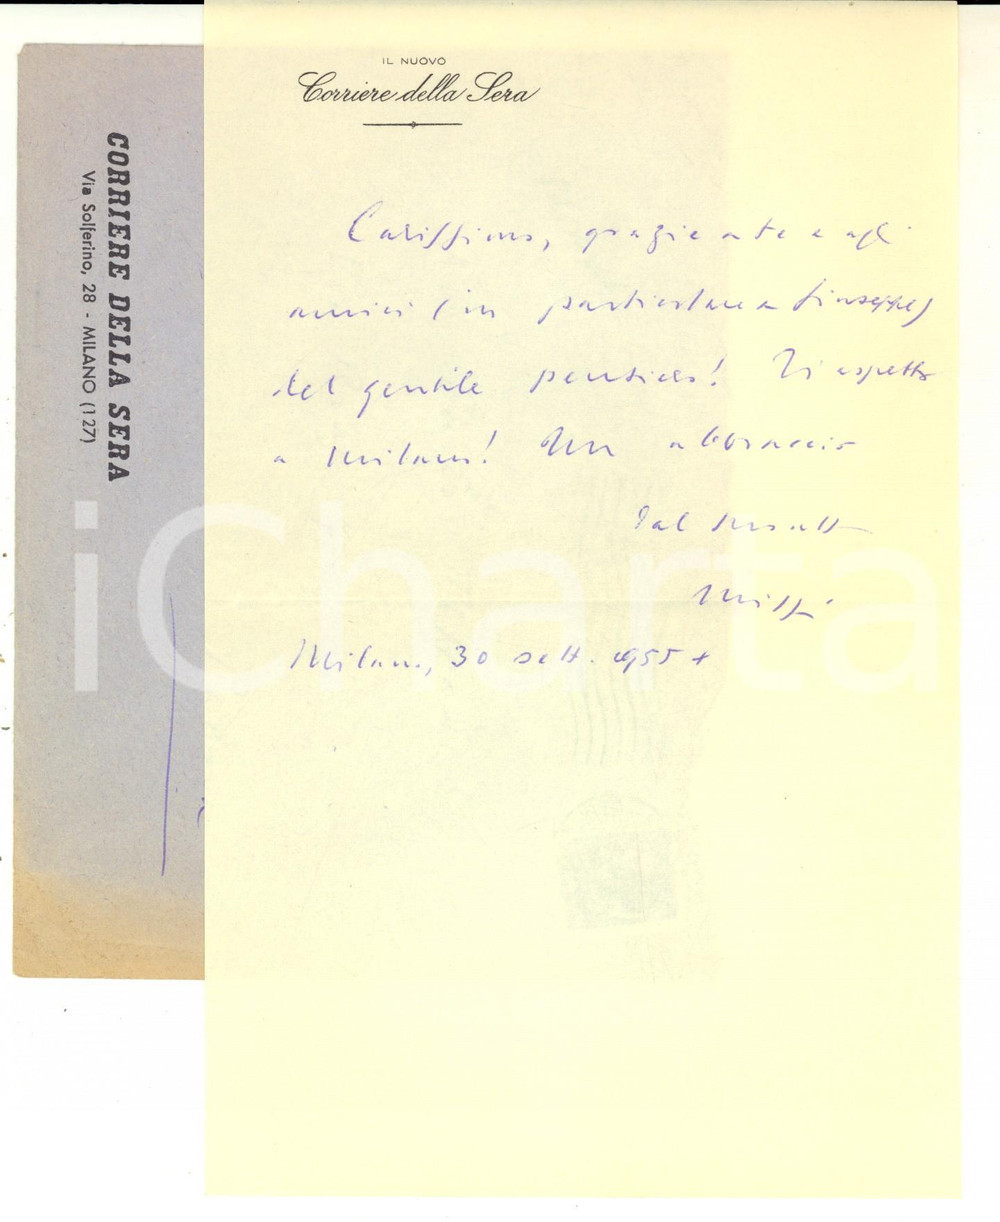 IL NUOVO
Corriere della Sera
CORRIERE DELLA SERA
Via Solferino, 28 - MILANO (127)
Carissimo, grazie a te e agli
amici (in particolare a Giuseppe)
del gentile pensiero! Ti aspetto
a Milano! Un abbraccio
dal
Milano, 30 sett. 1955 +
iCharta